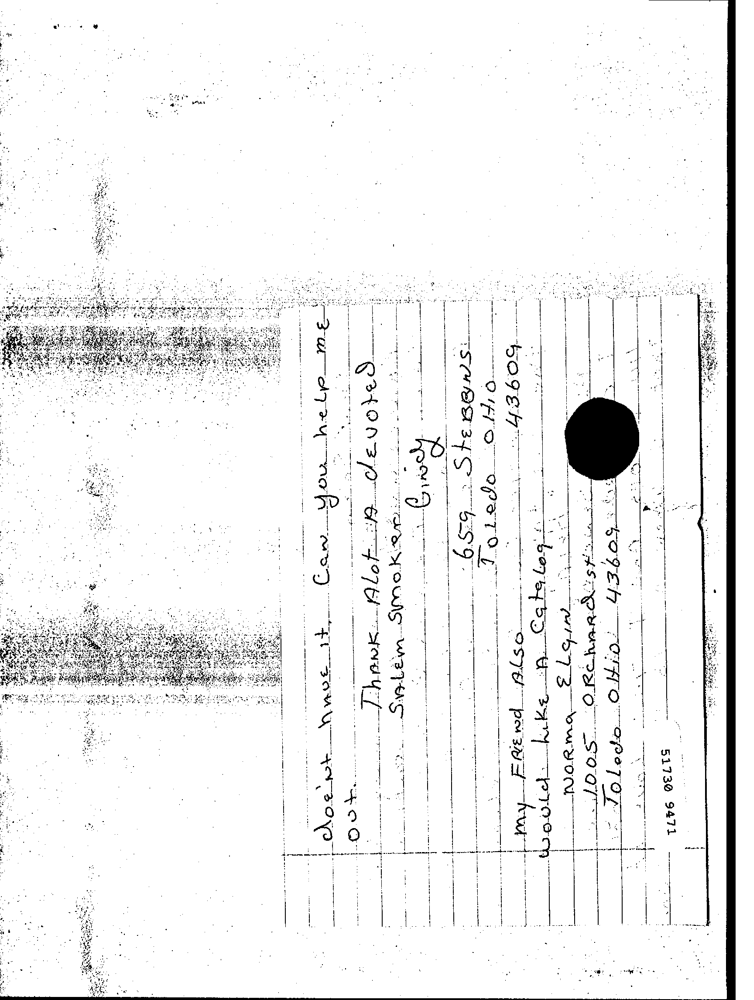 doe'nt have it. Can you help me
out.
Thank Alot A devoted
Salem Smoker
Cindy
659 Stebbins
Toledo OHio
43609
my FRiend Also
would like A Catalog
NORMA Elgin
1005 ORchard st
Toledo OHio 43609
51730 9471